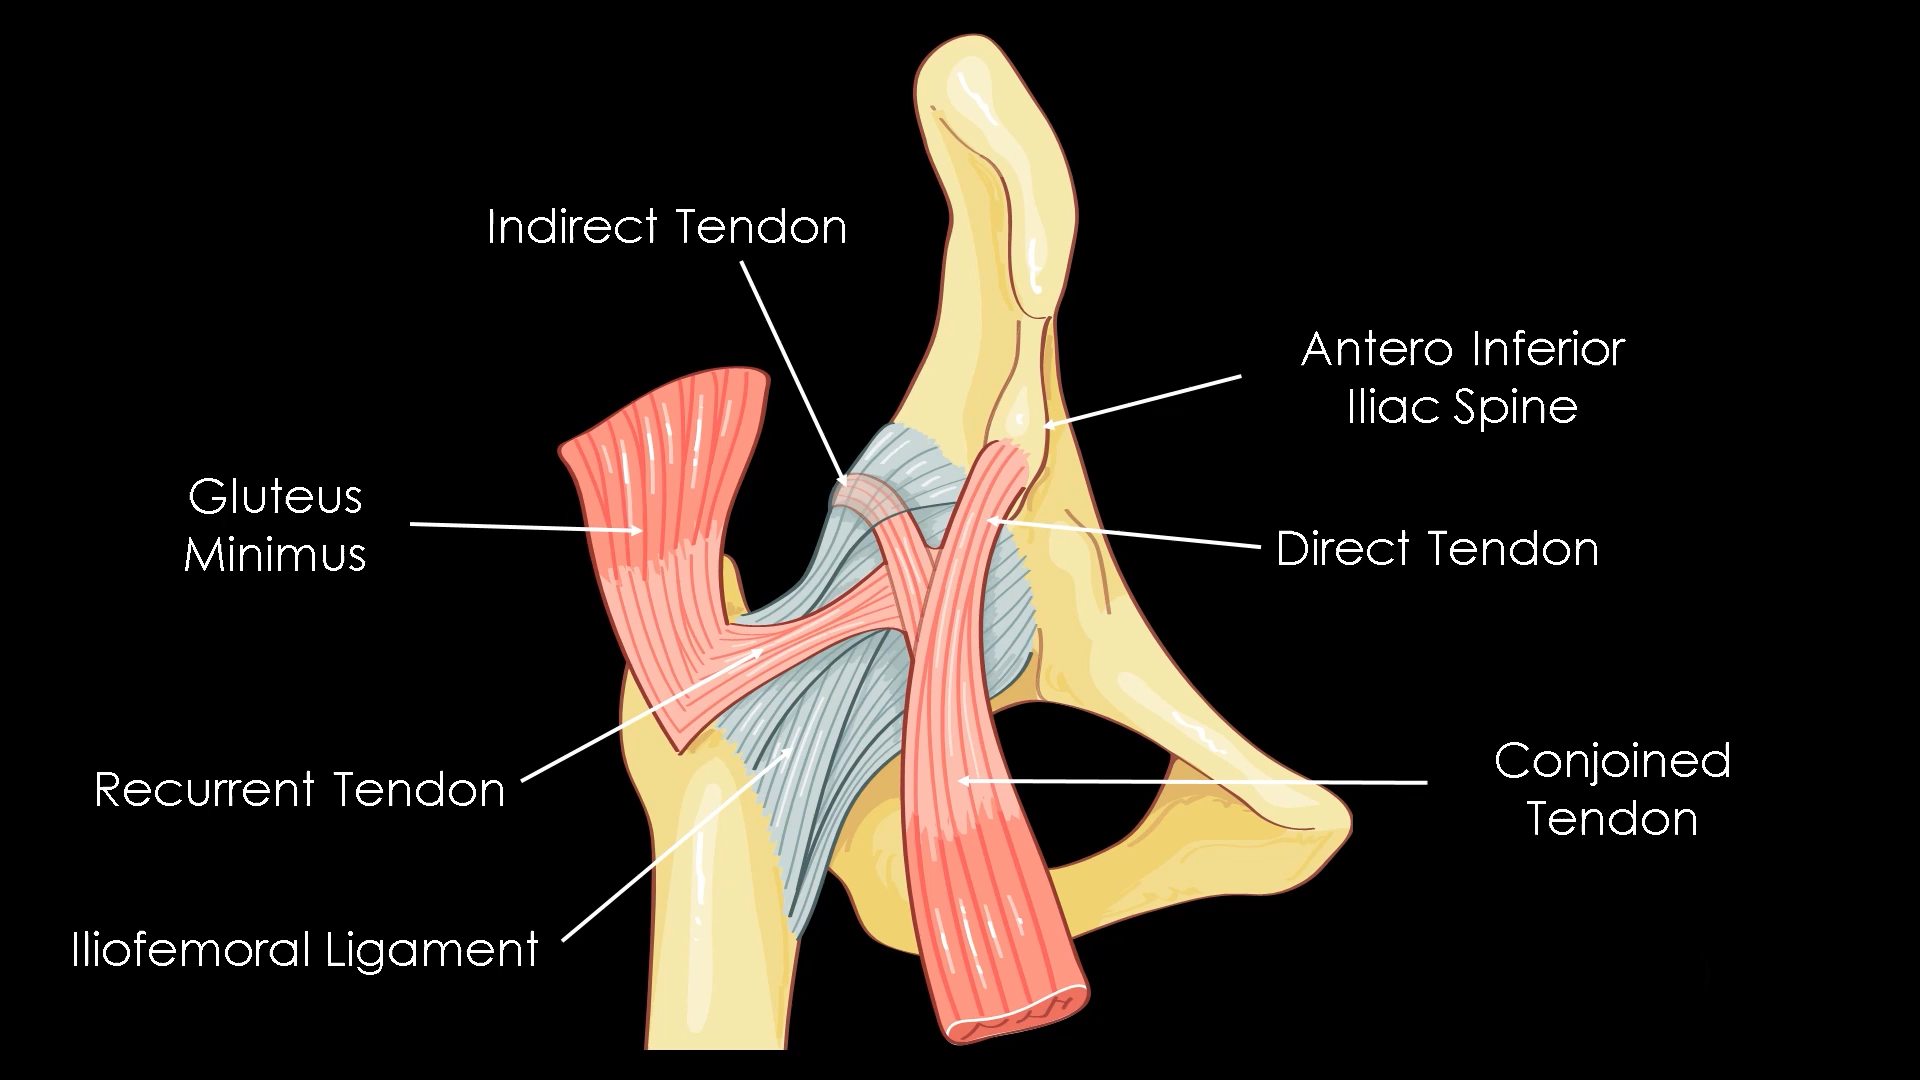 Indirect Tendon
Antero Inferior
Iliac Spine
Gluteus
Minimus
Direct Tendon
Recurrent Tendon
Conjoined
Tendon
Iliofemoral Ligament